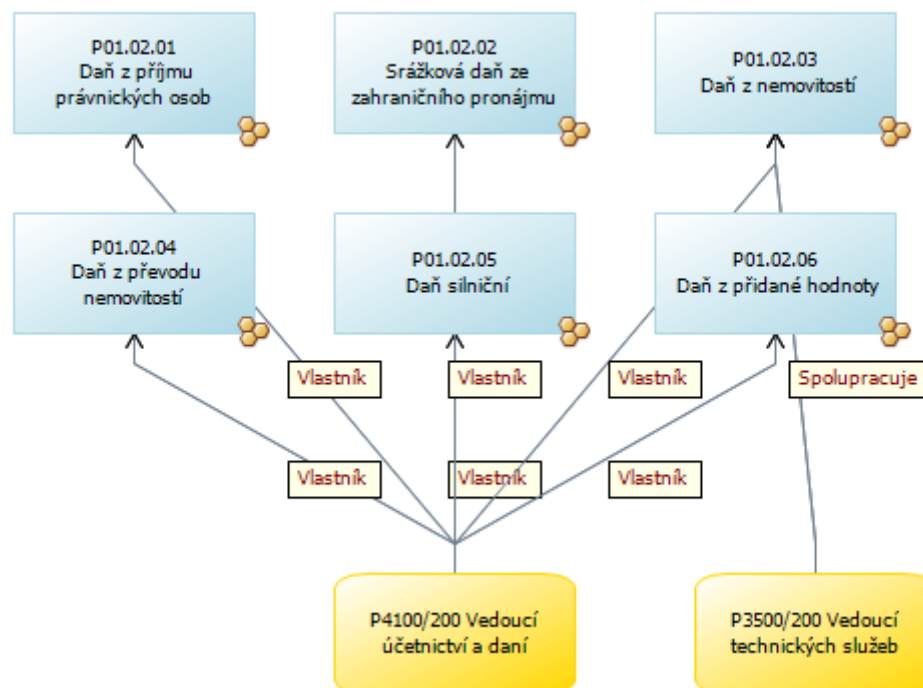 P01.02.01
Daň z příjmu
právnických osob
P01.02.02
Srážková daň ze
zahraničního pronájmu
P01.02.03
Daň z nemovitostí
P01.02.04
Daň z převodu
nemovitostí
P01.02.05
Daň silniční
P01.02.06
Daň z přidané hodnoty
Vlastník
Vlastník
Vlastník
Spolupracuje
Vlastník
Vlastník
Vlastník
P4100/200 Vedoucí
účetnictví a daní
P3500/200 Vedoucí
technických služeb